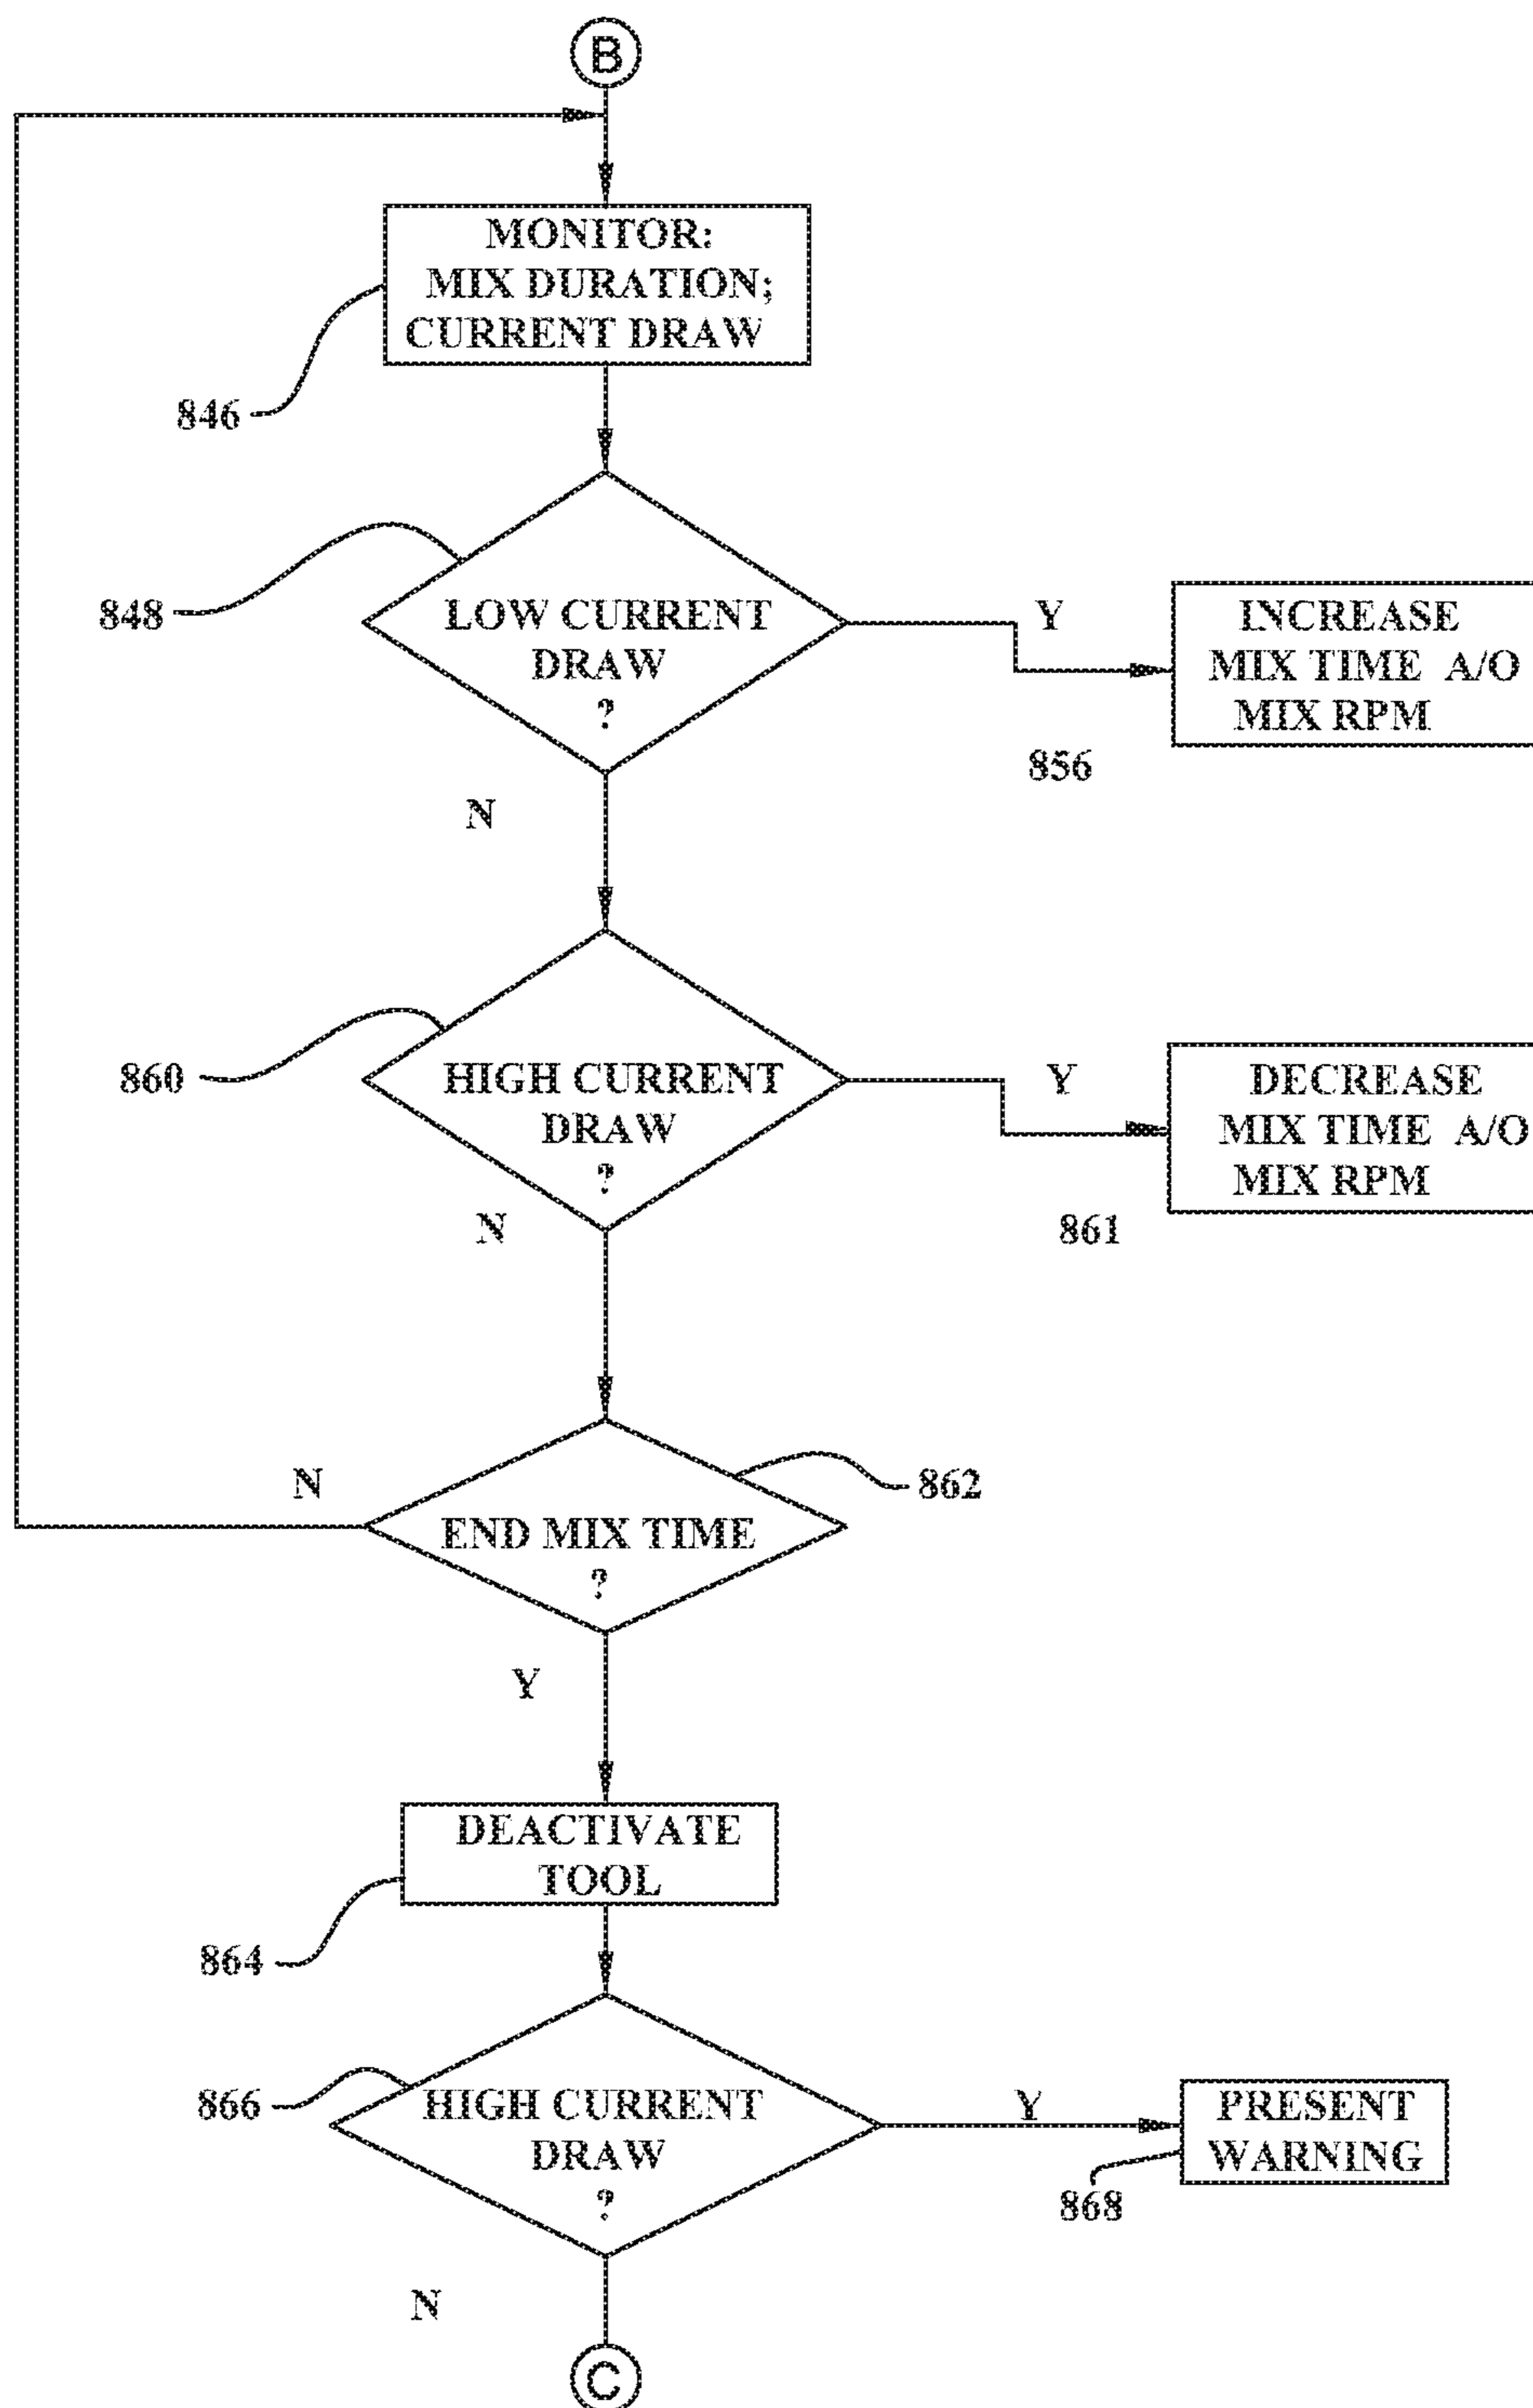 B
MONITOR:
MIX DURATION;
CURRENT DRAW
846
848
LOW CURRENT
DRAW
?
Y
INCREASE
MIX TIME A/O
MIX RPM
856
N
860
HIGH CURRENT
DRAW
?
Y
DECREASE
MIX TIME A/O
MIX RPM
861
N
N
862
END MIX TIME
?
Y
DEACTIVATE
TOOL
864
866
HIGH CURRENT
DRAW
?
Y
PRESENT
WARNING
868
N
C